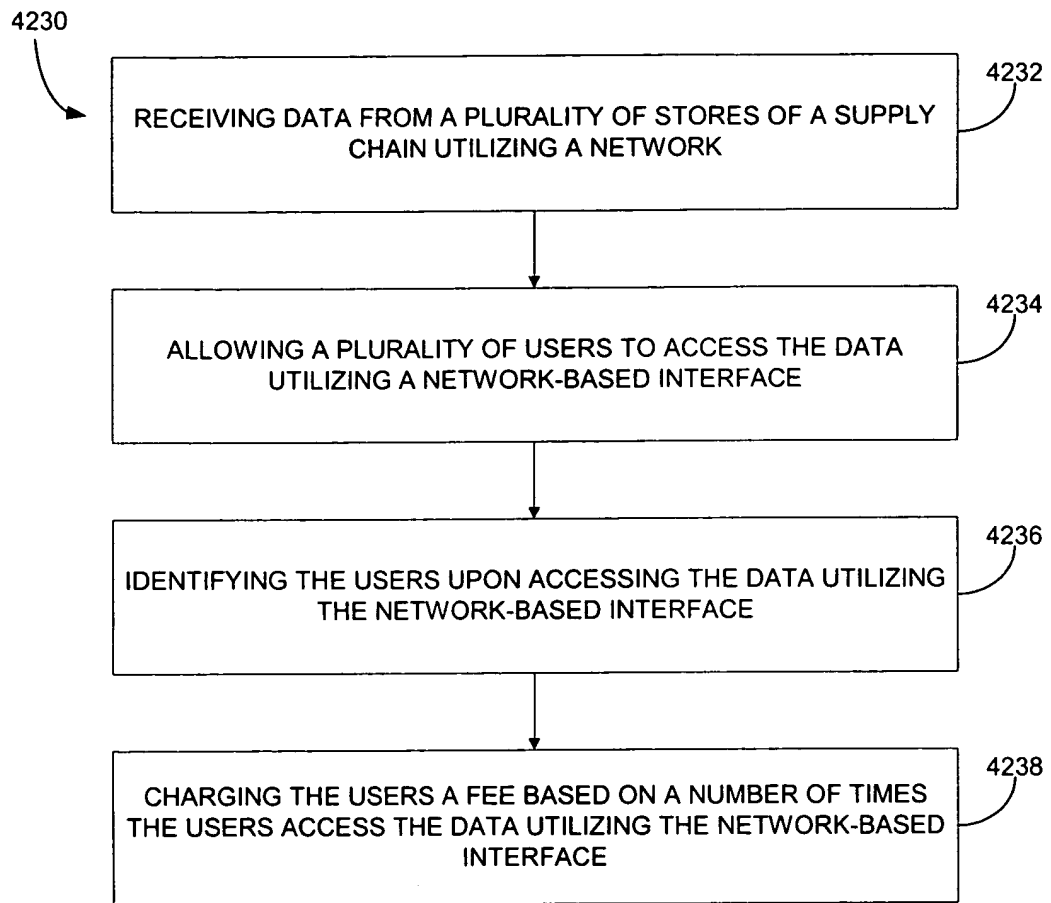 4230
4232
RECEIVING DATA FROM A PLURALITY OF STORES OF A SUPPLY
CHAIN UTILIZING A NETWORK
4234
ALLOWING A PLURALITY OF USERS TO ACCESS THE DATA
UTILIZING A NETWORK-BASED INTERFACE
4236
IDENTIFYING THE USERS UPON ACCESSING THE DATA UTILIZING
THE NETWORK-BASED INTERFACE
4238
CHARGING THE USERS A FEE BASED ON A NUMBER OF TIMES
THE USERS ACCESS THE DATA UTILIZING THE NETWORK-BASED
INTERFACE